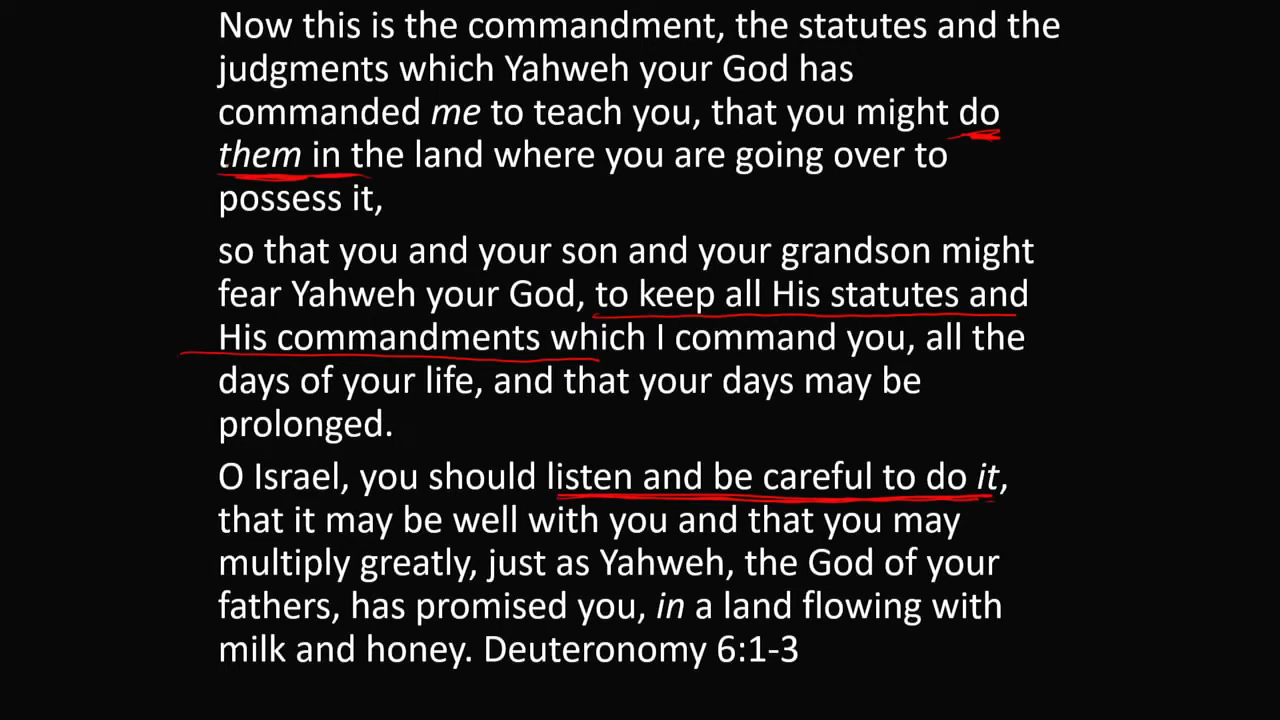 Now this is the commandment, the statutes and the
judgments which Yahweh your God has
commanded me to teach you, that you might do
them in the land where you are going over to
possess it,
so that you and your son and your grandson might
fear Yahweh your God, to keep all His statutes and
His commandments which I command you, all the
days of your life, and that your days may be
prolonged.
O Israel, you should listen and be careful to do it,
that it may be well with you and that you may
multiply greatly, just as Yahweh, the God of your
fathers, has promised you, in a land flowing with
milk and honey. Deuteronomy 6:1-3